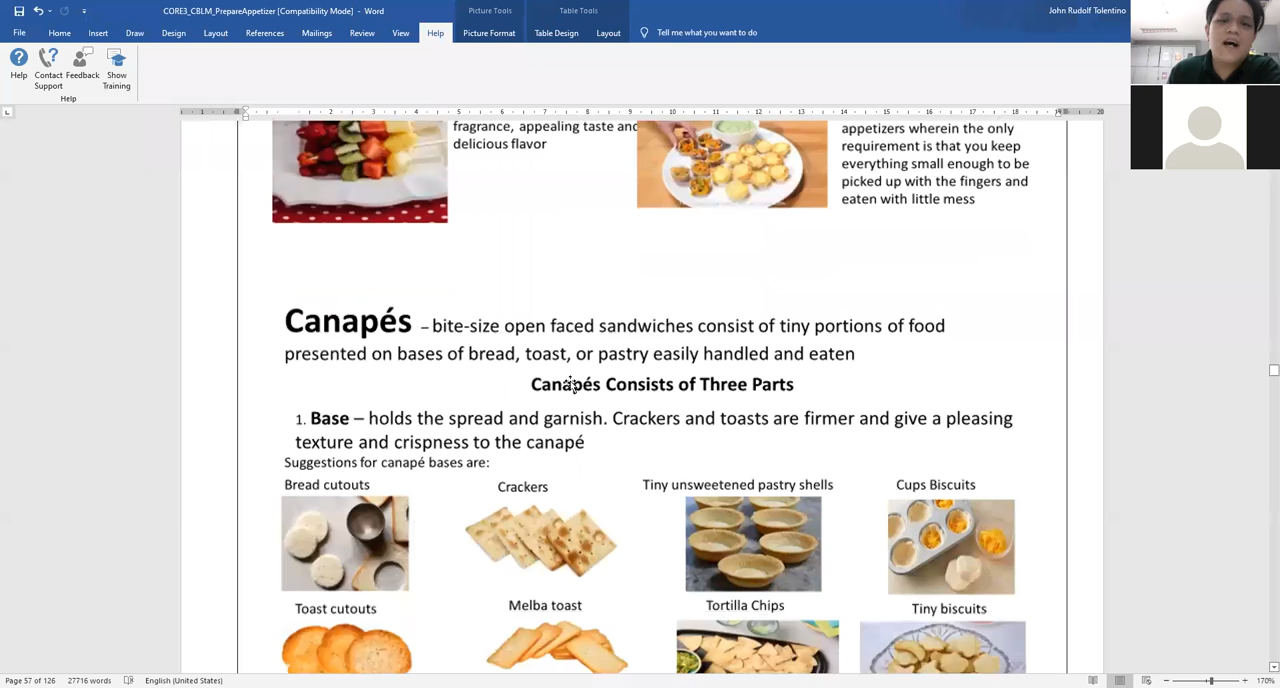 CORE3_CBLM_PrepareAppetizer [Compatibility Mode] - Word
Picture Tools
Table Tools
John Rudolf Tolentino
File
Home
Insert
Draw
Design
Layout
References
Mailings
Review
View
Help
Picture Format
Table Design
Layout
Tell me what you want to do
Help
Contact Support
Feedback
Show Training
Help
fragrance, appealing taste and
delicious flavor
appetizers wherein the only
requirement is that you keep
everything small enough to be
picked up with the fingers and
eaten with little mess
Canapés – bite-size open faced sandwiches consist of tiny portions of food
presented on bases of bread, toast, or pastry easily handled and eaten
Canapés Consists of Three Parts
1. Base – holds the spread and garnish. Crackers and toasts are firmer and give a pleasing
texture and crispness to the canapé
Suggestions for canapé bases are:
Bread cutouts
Crackers
Tiny unsweetened pastry shells
Cups Biscuits
Toast cutouts
Melba toast
Tortilla Chips
Tiny biscuits
Page 57 of 126
27716 words
English (United States)
170%